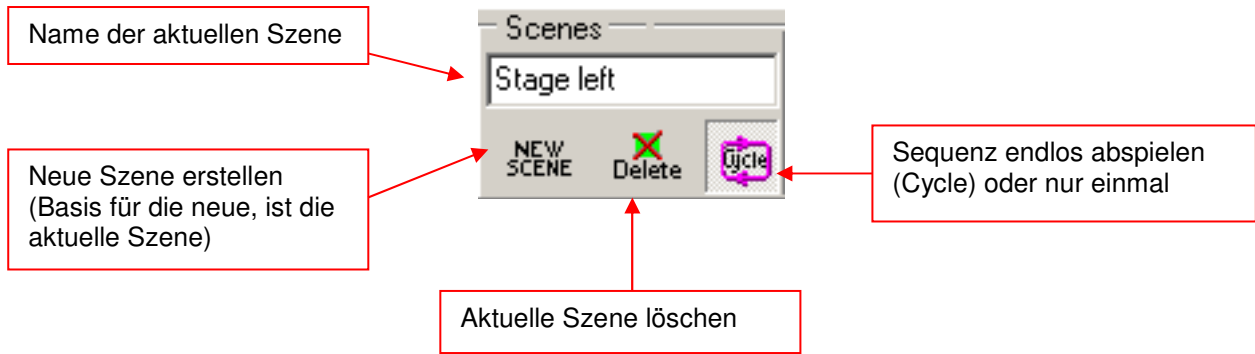 Name der aktuellen Szene
Scenes
Stage left
NEW
SCENE
Delete
Cycle
Neue Szene erstellen
(Basis für die neue, ist die
aktuelle Szene)
Sequenz endlos abspielen
(Cycle) oder nur einmal
Aktuelle Szene löschen